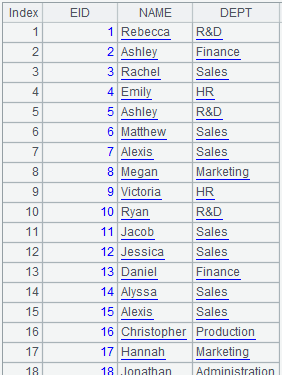 Index EID NAME DEPT
1 1 Rebecca R&D
2 2 Ashley Finance
3 3 Rachel Sales
4 4 Emily HR
5 5 Ashley R&D
6 6 Matthew Sales
7 7 Alexis Sales
8 8 Megan Marketing
9 9 Victoria HR
10 10 Ryan R&D
11 11 Jacob Sales
12 12 Jessica Sales
13 13 Daniel Finance
14 14 Alyssa Sales
15 15 Alexis Sales
16 16 Christopher Production
17 17 Hannah Marketing
18 18 Jonathan Administration